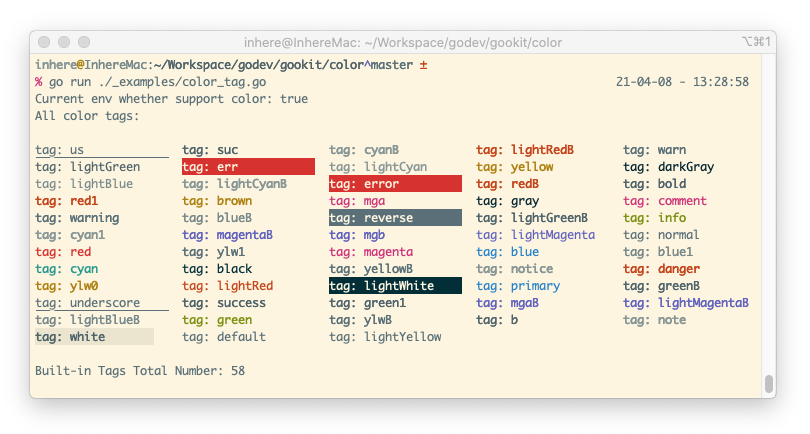 inhere@InhereMac: ~/Workspace/godev/gookit/color ⌥⌘1
inhere@InhereMac:~/Workspace/godev/gookit/color^master ±
% go run ./_examples/color_tag.go 21-04-08 - 13:28:58
Current env whether support color: true
All color tags:
tag: us tag: suc tag: cyanB tag: lightRedB tag: warn
tag: lightGreen tag: err tag: lightCyan tag: yellow tag: darkGray
tag: lightBlue tag: lightCyanB tag: error tag: redB tag: bold
tag: red1 tag: brown tag: mga tag: gray tag: comment
tag: warning tag: blueB tag: reverse tag: lightGreenB tag: info
tag: cyan1 tag: magentaB tag: mgb tag: lightMagenta tag: normal
tag: red tag: ylw1 tag: magenta tag: blue tag: blue1
tag: cyan tag: black tag: yellowB tag: notice tag: danger
tag: ylw0 tag: lightRed tag: lightWhite tag: primary tag: greenB
tag: underscore tag: success tag: green1 tag: mgaB tag: lightMagentaB
tag: lightBlueB tag: green tag: ylwB tag: b tag: note
tag: white tag: default tag: lightYellow
Built-in Tags Total Number: 58